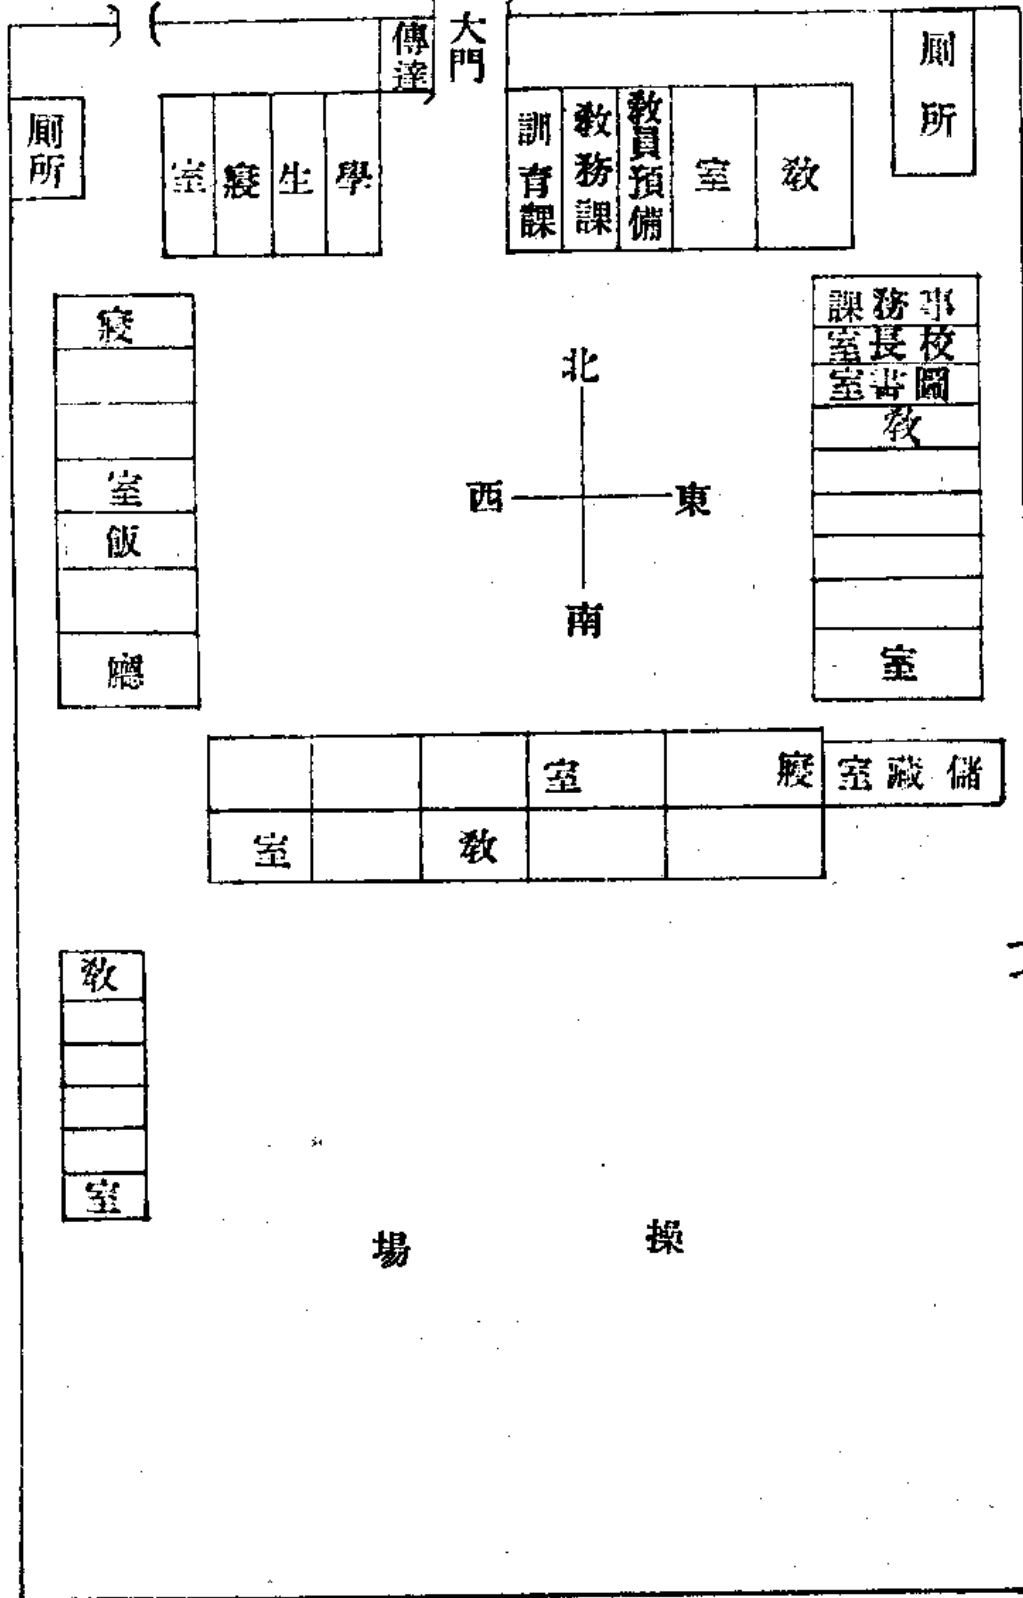 大門
傳達
廁所
廁所
學生寢室
訓育課
教務課
教員預備
教室
事務課
校長室
圖書室
教室
寢室
飯廳
北
西 東
南
儲藏室
寢室
教室
教室
操場